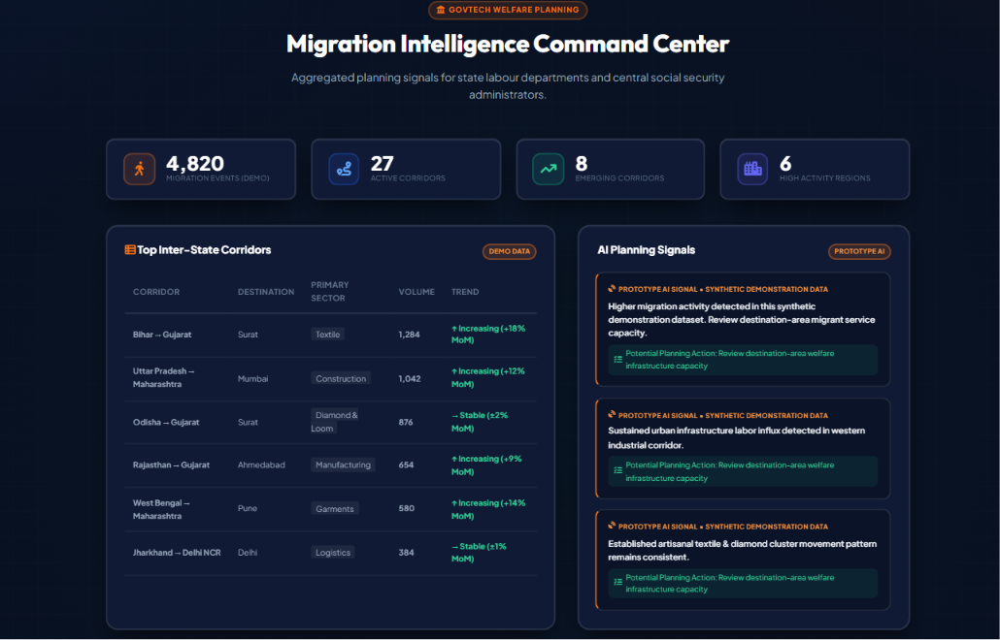 GOVTECH WELFARE PLANNING
Migration Intelligence Command Center
Aggregated planning signals for state labour departments and central social security
administrators.
4,820
MIGRATION EVENTS (DEMO)
27
ACTIVE CORRIDORS
8
EMERGING CORRIDORS
6
HIGH ACTIVITY REGIONS
Top Inter-State Corridors
DEMO DATA
CORRIDOR DESTINATION PRIMARY SECTOR VOLUME TREND
Bihar → Gujarat Surat Textile 1,284 ↑ Increasing (+18% MoM)
Uttar Pradesh → Maharashtra Mumbai Construction 1,042 ↑ Increasing (+12% MoM)
Odisha → Gujarat Surat Diamond & Loom 876 → Stable (±2% MoM)
Rajasthan → Gujarat Ahmedabad Manufacturing 654 ↑ Increasing (+9% MoM)
West Bengal → Maharashtra Pune Garments 580 ↑ Increasing (+14% MoM)
Jharkhand → Delhi NCR Delhi Logistics 384 → Stable (±1% MoM)
AI Planning Signals
PROTOTYPE AI
PROTOTYPE AI SIGNAL • SYNTHETIC DEMONSTRATION DATA
Higher migration activity detected in this synthetic
demonstration dataset. Review destination-area migrant service
capacity.
Potential Planning Action: Review destination-area welfare
infrastructure capacity
PROTOTYPE AI SIGNAL • SYNTHETIC DEMONSTRATION DATA
Sustained urban infrastructure labor influx detected in western
industrial corridor.
Potential Planning Action: Review destination-area welfare
infrastructure capacity
PROTOTYPE AI SIGNAL • SYNTHETIC DEMONSTRATION DATA
Established artisanal textile & diamond cluster movement pattern
remains consistent.
Potential Planning Action: Review destination-area welfare
infrastructure capacity